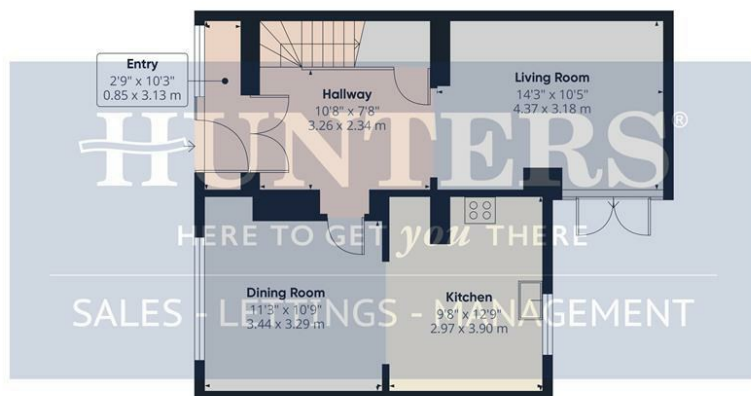 Entry
2'9" x 10'3"
0.85 x 3.13 m
Hallway
10'8" x 7'8"
3.26 x 2.34 m
Living Room
14'3" x 10'5"
4.37 x 3.18 m
HUNTERS®
HERE TO GET you THERE
Dining Room
11'3" x 10'9"
3.44 x 3.29 m
Kitchen
9'8" x 12'9"
2.97 x 3.90 m
SALES - LETTINGS - MANAGEMENT